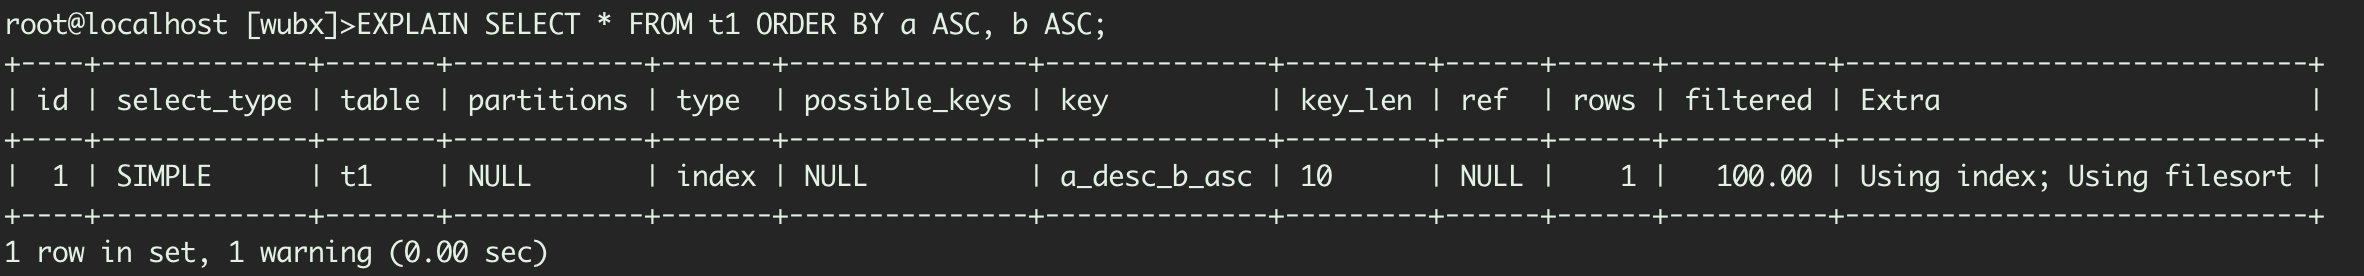 root@localhost [wubx]>EXPLAIN SELECT * FROM t1 ORDER BY a ASC, b ASC;
+----+-------------+-------+------------+-------+---------------+--------------+---------+------+------+----------+-----------------------------+
| id | select_type | table | partitions | type  | possible_keys | key          | key_len | ref  | rows | filtered | Extra                       |
+----+-------------+-------+------------+-------+---------------+--------------+---------+------+------+----------+-----------------------------+
|  1 | SIMPLE      | t1    | NULL       | index | NULL          | a_desc_b_asc | 10      | NULL |    1 |   100.00 | Using index; Using filesort |
+----+-------------+-------+------------+-------+---------------+--------------+---------+------+------+----------+-----------------------------+
1 row in set, 1 warning (0.00 sec)